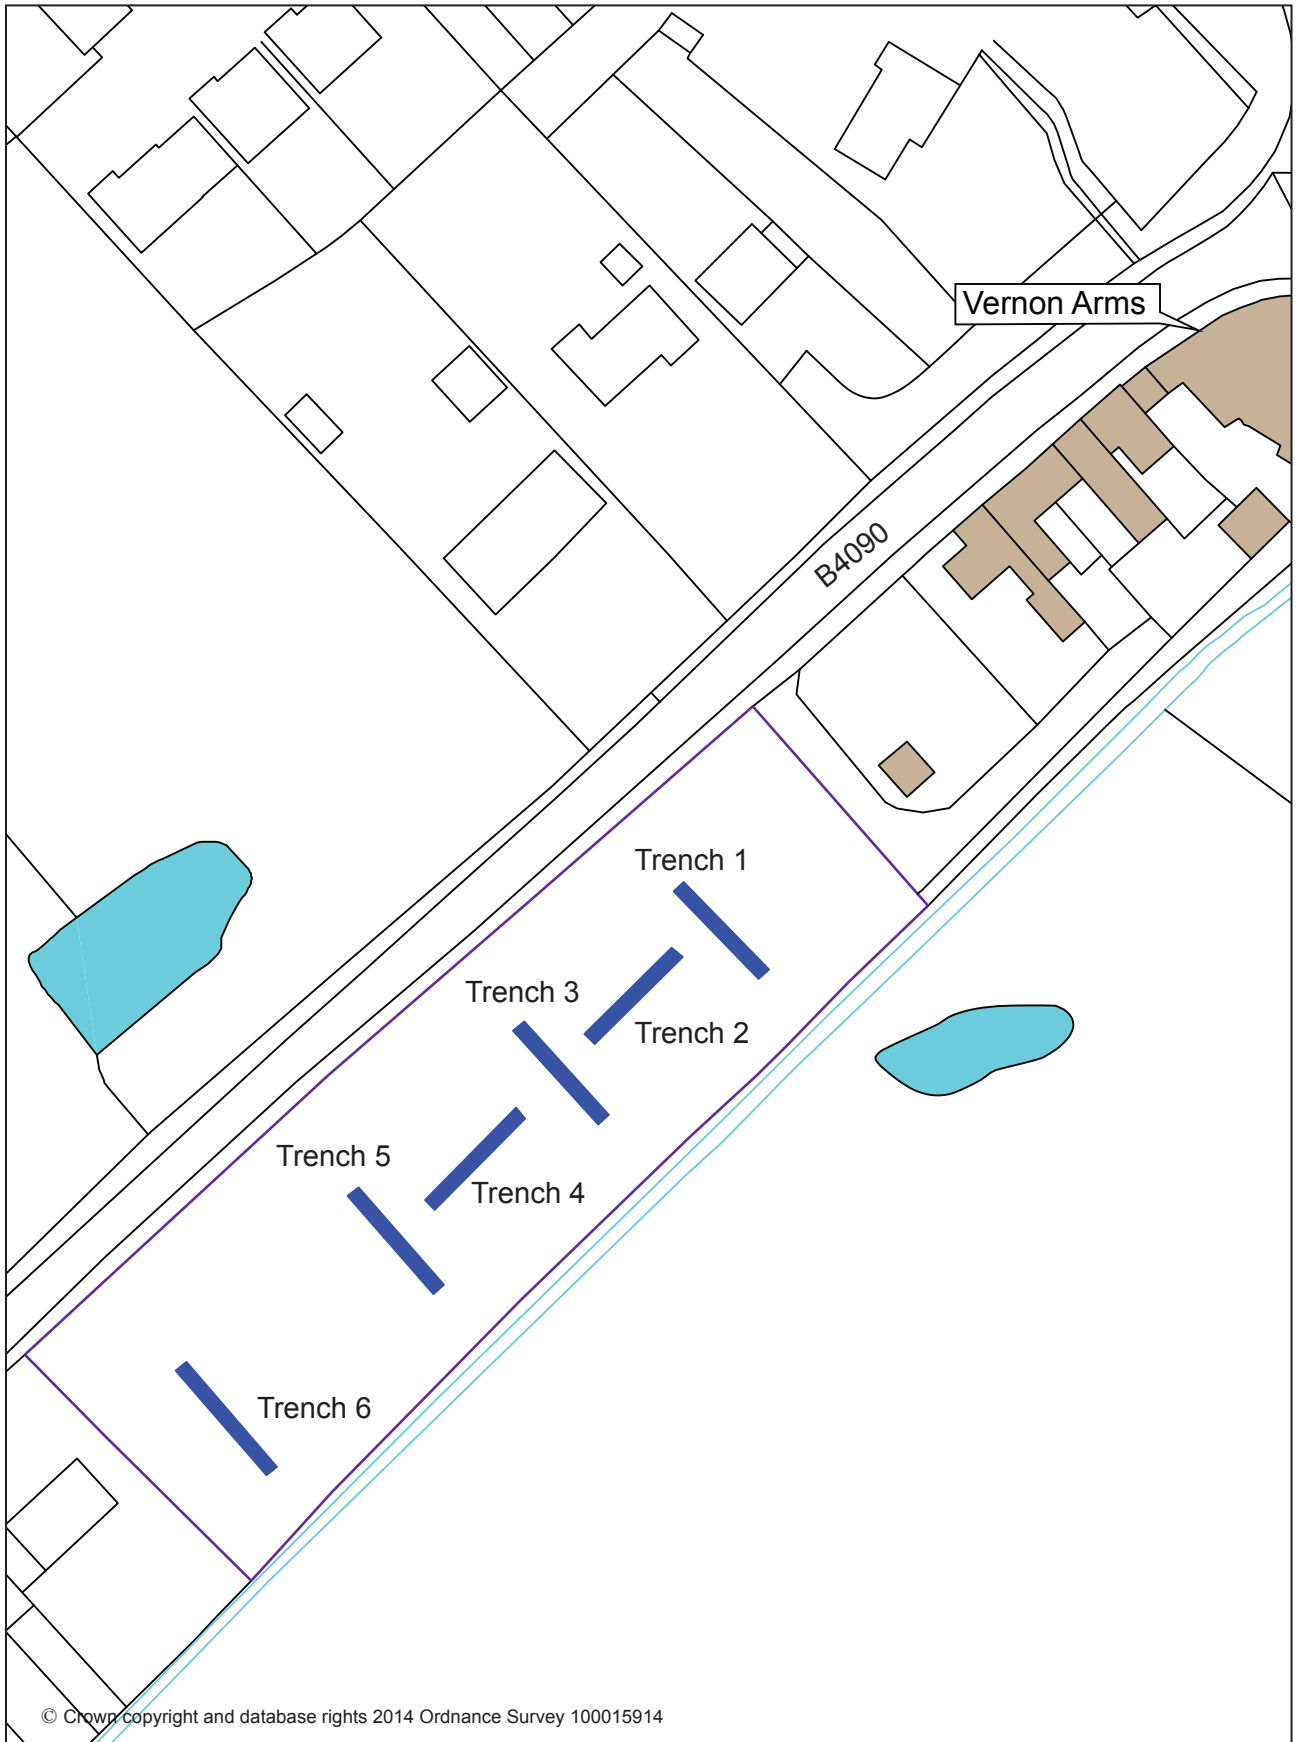 Vernon Arms
B4090
Trench 1
Trench 3
Trench 2
Trench 5
Trench 4
Trench 6
© Crown copyright and database rights 2014 Ordnance Survey 100015914